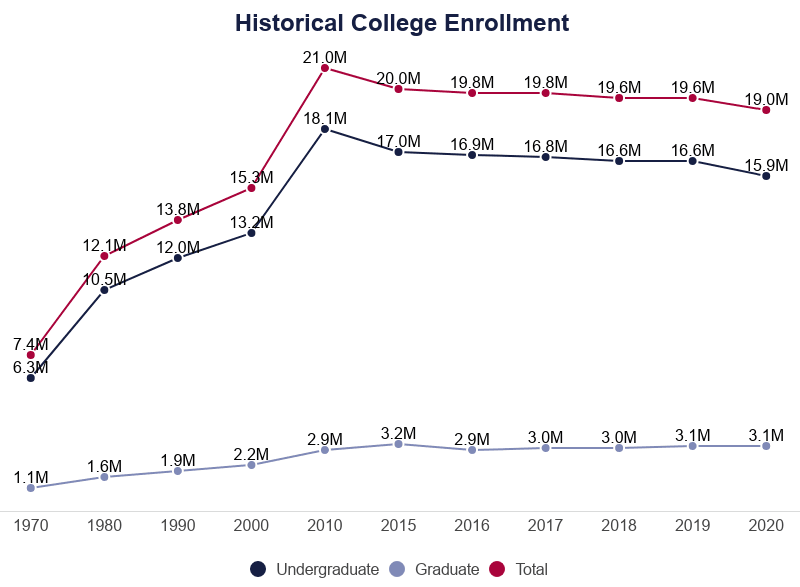 Historical College Enrollment
21.0M
20.0M 19.8M 19.8M 19.6M 19.6M 19.0M
18.1M
17.0M 16.9M 16.8M 16.6M 16.6M 15.9M
15.3M
13.8M
13.2M
12.1M 12.0M
10.5M
7.4M
6.3M
1.1M 1.6M 1.9M 2.2M 2.9M 3.2M 2.9M 3.0M 3.0M 3.1M 3.1M
1970 1980 1990 2000 2010 2015 2016 2017 2018 2019 2020
Undergraduate Graduate Total